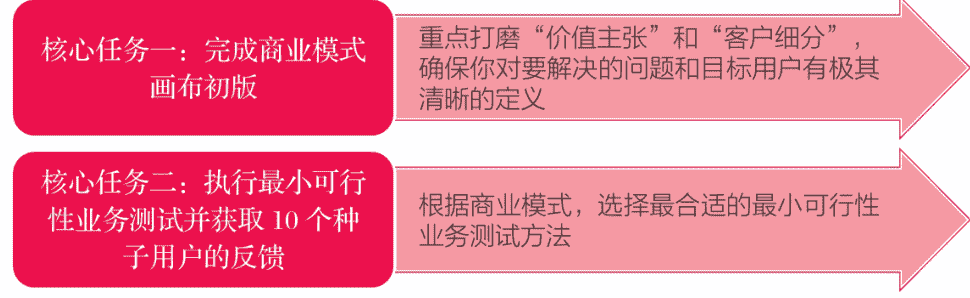 核心任务一：完成商业模式
画布初版
重点打磨“价值主张”和“客户细分”，
确保你对要解决的问题和目标用户有极其
清晰的定义
核心任务二：执行最小可行
性业务测试并获取 10 个种
子用户的反馈
根据商业模式，选择最合适的最小可行性
业务测试方法